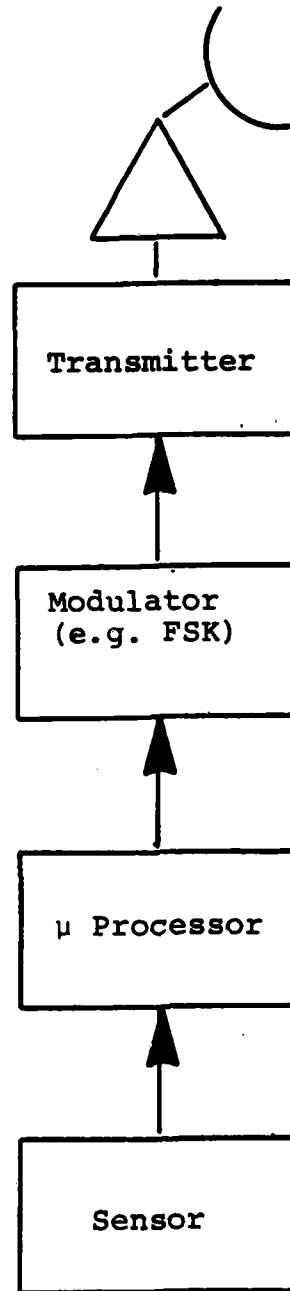 Transmitter
Modulator
(e.g. FSK)
μ Processor
Sensor